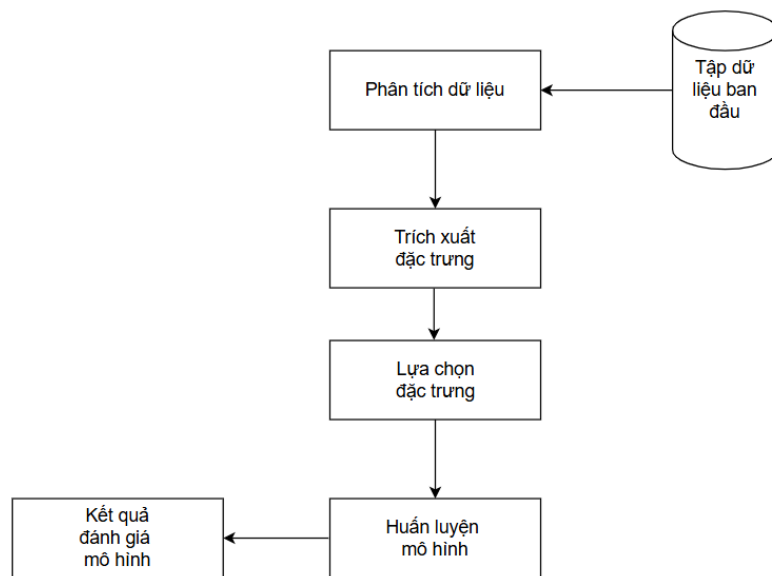 Phân tích dữ liệu
Tập dữ
liệu ban
đầu
Trích xuất
đặc trưng
Lựa chọn
đặc trưng
Kết quả
đánh giá
mô hình
Huấn luyện
mô hình